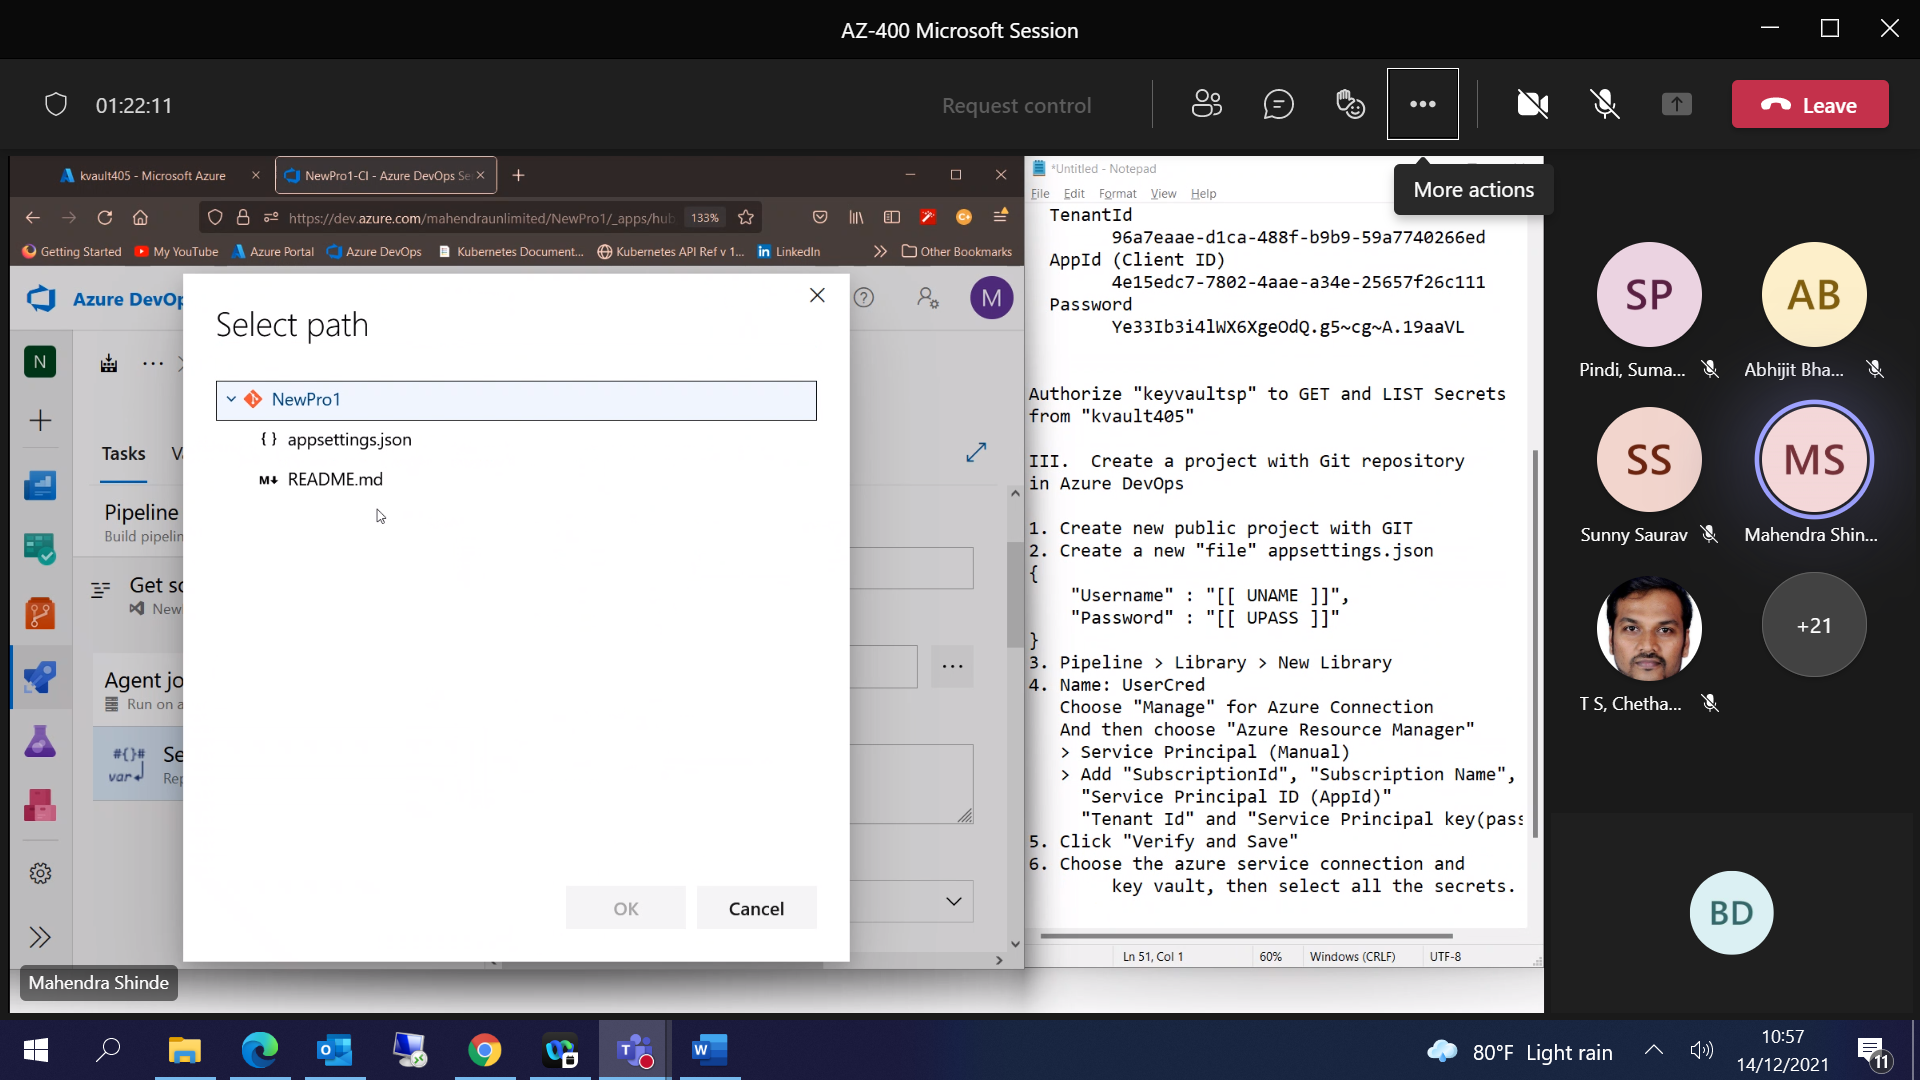 AZ-400 Microsoft Session
01:22:11
Request control
Leave
More actions
kvault405 - Microsoft Azure
NewPro1-CI - Azure DevOps Se
https://dev.azure.com/mahendraunlimited/NewPro1/_apps/hub
133%
Getting Started
My YouTube
Azure Portal
Azure DevOps
Kubernetes Document...
Kubernetes API Ref v 1...
LinkedIn
Other Bookmarks
Azure DevOp
M
N
Tasks
V
Pipeline
Build pipelin
Get so
New
Agent jo
Run on a
#{}#
var
Se
Rep
Select path
NewPro1
{ } appsettings.json
M README.md
OK
Cancel
Mahendra Shinde
*Untitled - Notepad
File Edit Format View Help
TenantId
96a7eaae-d1ca-488f-b9b9-59a7740266ed
AppId (Client ID)
4e15edc7-7802-4aae-a34e-25657f26c111
Password
Ye33Ib3i4lWX6XgeOdQ.g5~cg~A.19aaVL
Authorize "keyvaultsp" to GET and LIST Secrets
from "kvault405"
III. Create a project with Git repository
in Azure DevOps
1. Create new public project with GIT
2. Create a new "file" appsettings.json
{
"Username" : "[[ UNAME ]]",
"Password" : "[[ UPASS ]]"
}
3. Pipeline > Library > New Library
4. Name: UserCred
Choose "Manage" for Azure Connection
And then choose "Azure Resource Manager"
> Service Principal (Manual)
> Add "SubscriptionId", "Subscription Name",
"Service Principal ID (AppId)"
"Tenant Id" and "Service Principal key(pass
5. Click "Verify and Save"
6. Choose the azure service connection and
key vault, then select all the secrets.
Ln 51, Col 1
60%
Windows (CRLF)
UTF-8
SP
Pindi, Suma...
AB
Abhijit Bha...
SS
Sunny Saurav
MS
Mahendra Shin...
T S, Chetha...
+21
BD
80°F Light rain
10:57
14/12/2021
11